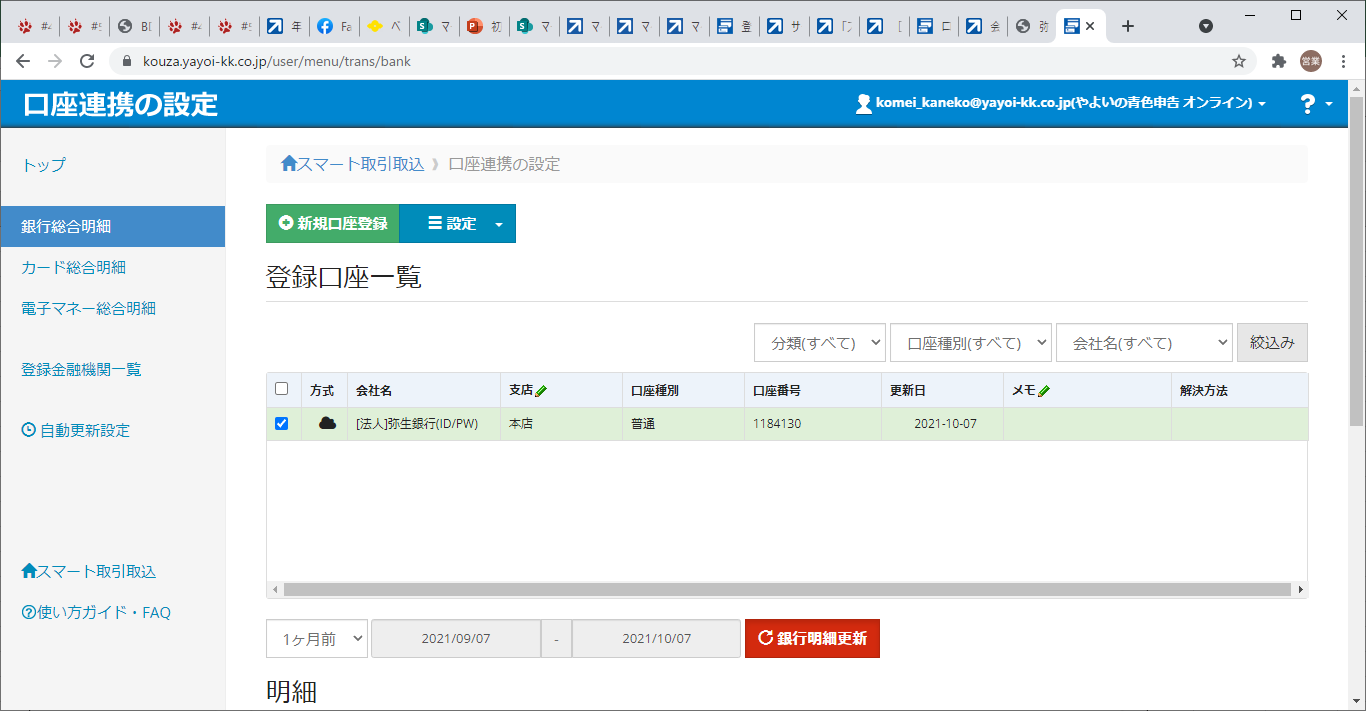 kouza.yayoi-kk.co.jp/user/menu/trans/bank
営業
口座連携の設定
komei_kaneko@yayoi-kk.co.jp(やよいの青色申告 オンライン)
?
トップ
銀行総合明細
カード総合明細
電子マネー総合明細
登録金融機関一覧
自動更新設定
スマート取引取込
使い方ガイド・FAQ
スマート取引取込 》 口座連携の設定
新規口座登録 設定
登録口座一覧
分類(すべて) 口座種別(すべて) 会社名(すべて) 絞込み
方式 会社名 支店 口座種別 口座番号 更新日 メモ 解決方法
[法人]弥生銀行(ID/PW) 本店 普通 1184130 2021-10-07
1ヶ月前 2021/09/07 - 2021/10/07 銀行明細更新
明細